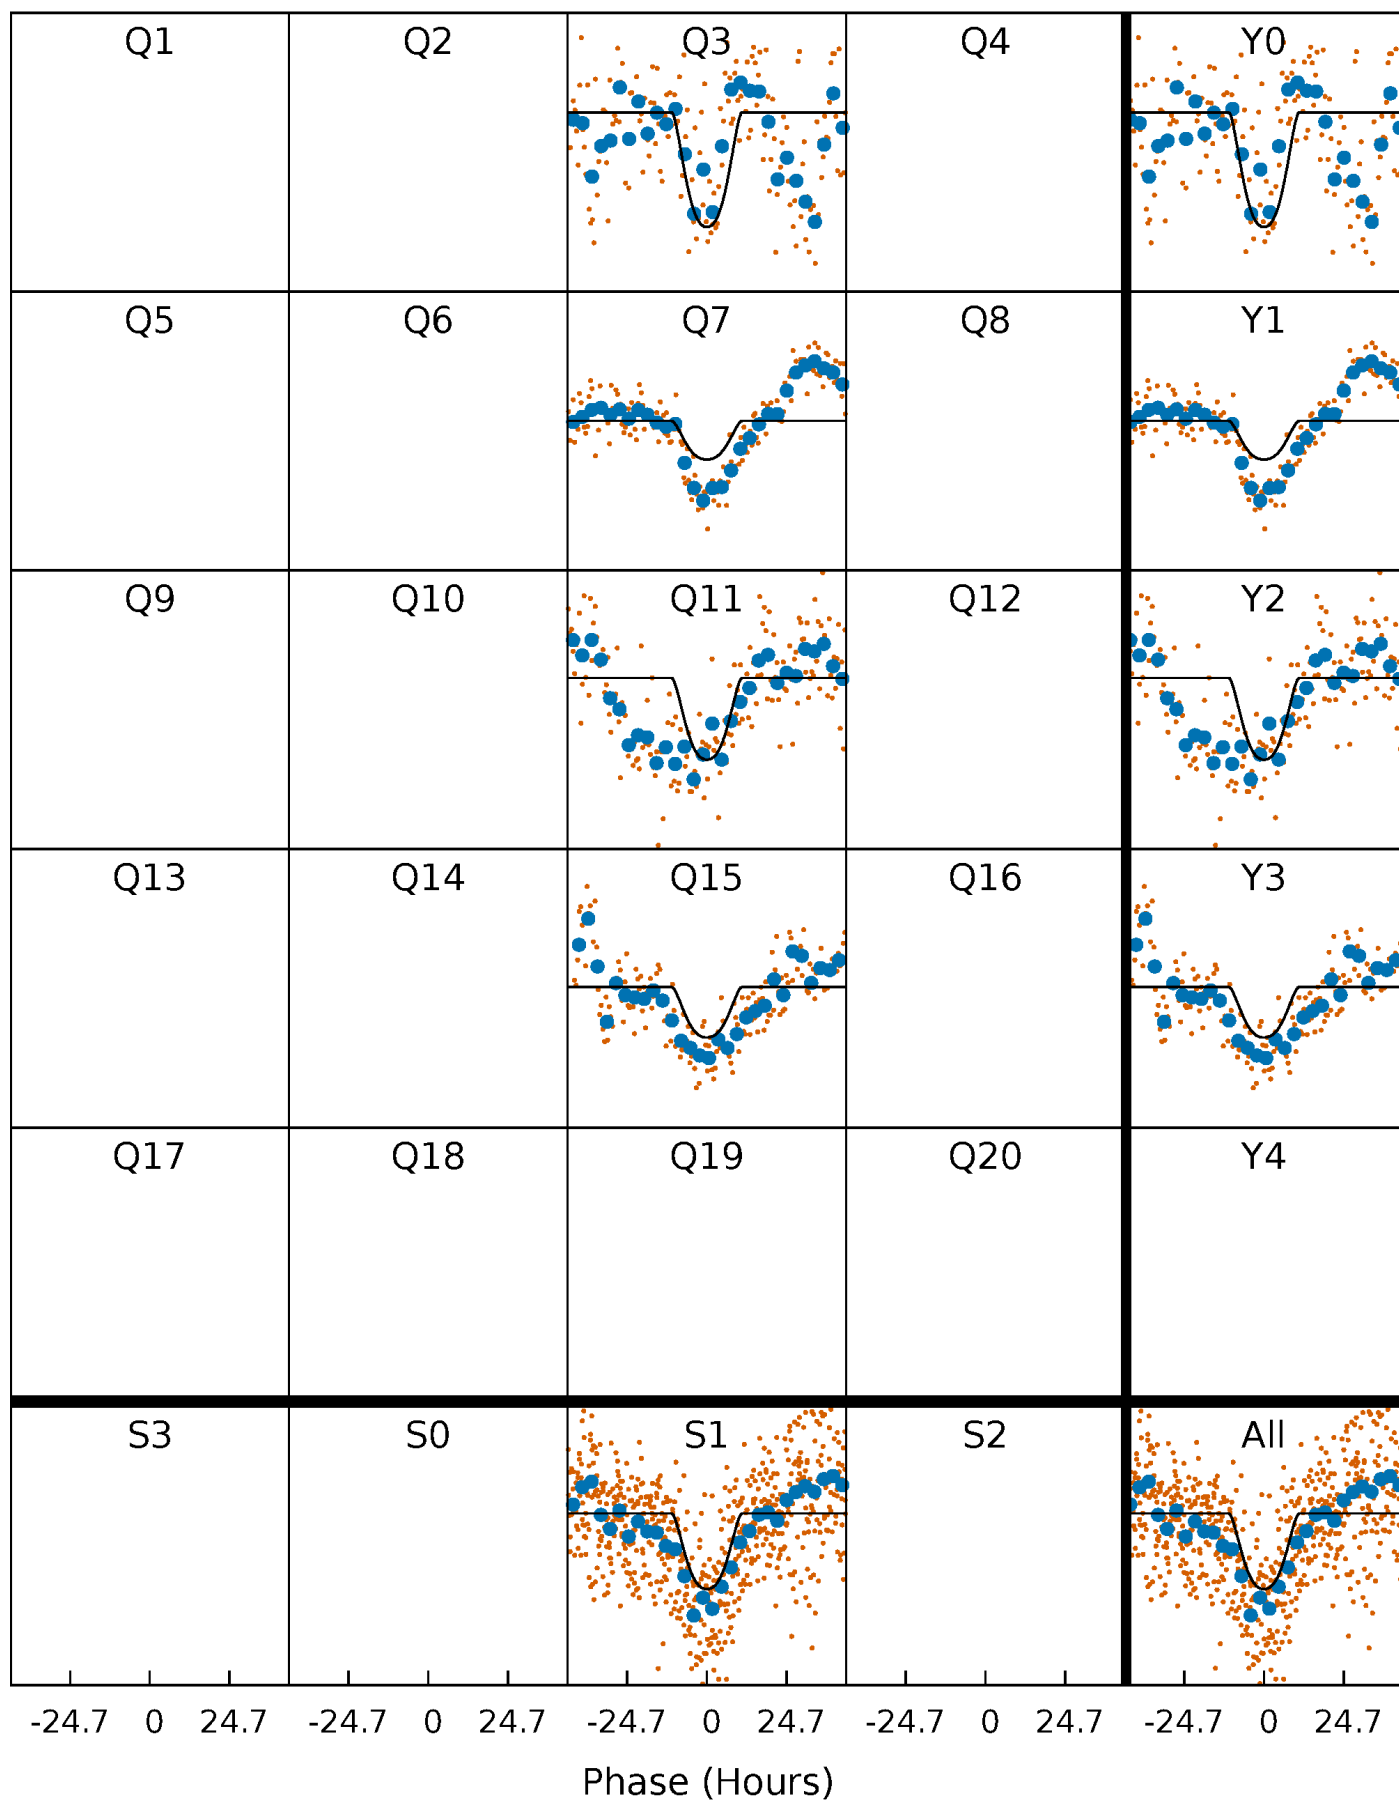 Q1 Q2 Q3 Q4 Y0
Q5 Q6 Q7 Q8 Y1
Q9 Q10 Q11 Q12 Y2
Q13 Q14 Q15 Q16 Y3
Q17 Q18 Q19 Q20 Y4
S3 S0 S1 S2 All
-24.7 0 24.7 -24.7 0 24.7 -24.7 0 24.7 -24.7 0 24.7 -24.7 0 24.7
Phase (Hours)